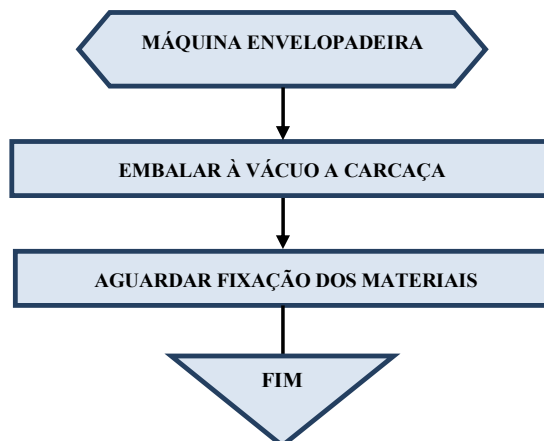 MÁQUINA ENVELOPADEIRA
EMBALAR À VÁCUO A CARCAÇA
AGUARDAR FIXAÇÃO DOS MATERIAIS
FIM